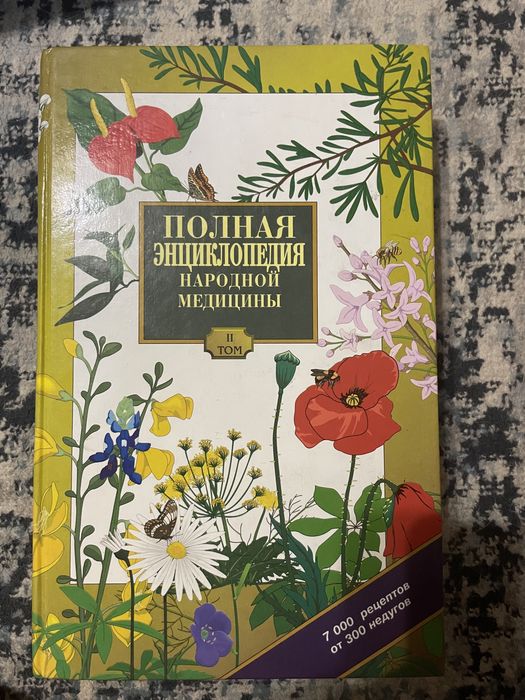 ПОЛНАЯ
ЭНЦИКЛОПЕДИЯ
НАРОДНОЙ
МЕДИЦИНЫ
II
ТОМ
7 000 рецептов
от 300 недугов